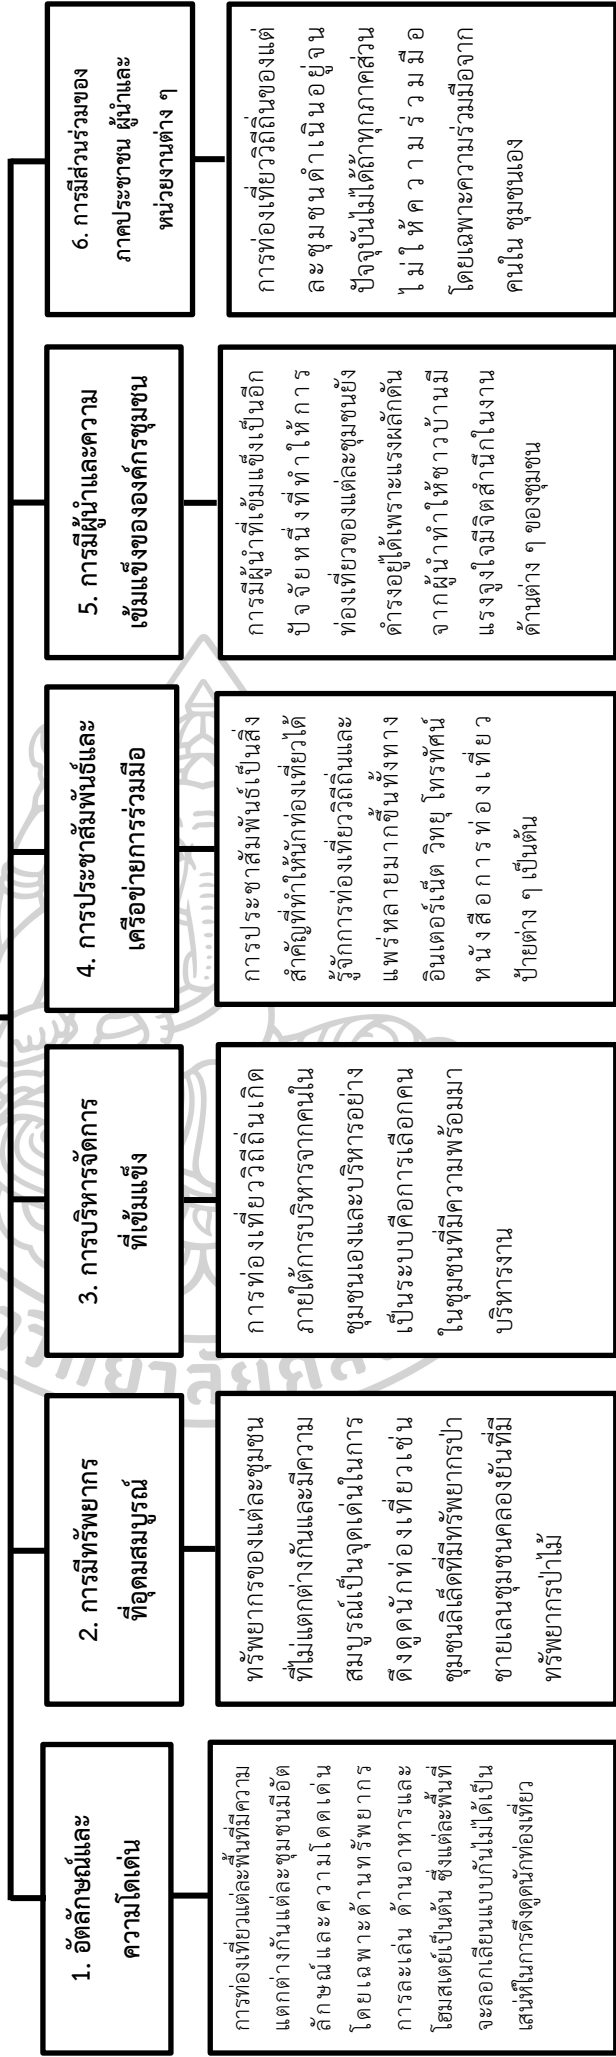 1. อัตลักษณ์และ
ความโดดเด่น
การท่องเที่ยวแต่ละพื้นที่มีความ
แตกต่างกันแต่ละชุมชนมีอัต
ลักษณ์และความโดดเด่น
โดยเฉพาะด้านทรัพยากร
การละเล่น ด้านอาหารและ
โฮมสเตย์เป็นต้น ซึ่งแต่ละพื้นที่
จะลอกเลียนแบบกันไม่ได้เป็น
เสน่ห์ในการดึงดูดนักท่องเที่ยว
2. การมีทรัพยากร
ที่อุดมสมบูรณ์
ทรัพยากรของแต่ละชุมชน
ที่ไม่แตกต่างกันและมีความ
สมบูรณ์เป็นจุดเด่นในการ
ดึงดูดนักท่องเที่ยวเช่น
ชุมชนลีเล็ดที่มีทรัพยากรป่า
ชายเลนชุมชนคลองยันที่มี
ทรัพยากรป่าไม้
3. การบริหารจัดการ
ที่เข้มแข็ง
การท่องเที่ยววิถีถิ่นเกิด
ภายใต้การบริหารจากคนใน
ชุมชนเองและบริหารอย่าง
เป็นระบบคือการเลือกคน
ในชุมชนที่มีความพร้อมมา
บริหารงาน
4. การประชาสัมพันธ์และ
เครือข่ายการร่วมมือ
การประชาสัมพันธ์เป็นสิ่ง
สำคัญที่ทำให้นักท่องเที่ยวได้
รู้จักการท่องเที่ยววิถีถิ่นและ
แพร่หลายมากขึ้นทั้งทาง
อินเตอร์เน็ต วิทยุ โทรทัศน์
หนังสือการท่องเที่ยว
ป้ายต่าง ๆ เป็นต้น
5. การมีผู้นำและความ
เข้มแข็งขององค์กรชุมชน
การมีผู้นำที่เข้มแข็งเป็นอีก
ปัจจัยหนึ่งที่ทำให้การ
ท่องเที่ยวของแต่ละชุมชนยัง
ดำรงอยู่ได้เพราะแรงผลักดัน
จากผู้นำทำให้ชาวบ้านมี
แรงจูงใจมีจิตสำนึกในงาน
ด้านต่าง ๆ ของชุมชน
6. การมีส่วนร่วมของ
ภาคประชาชน ผู้นำและ
หน่วยงานต่าง ๆ
การท่องเที่ยววิถีถิ่นของแต่
ละชุมชนดำเนินอยู่จน
ปัจจุบันไม่ได้ถ้าทุกภาคส่วน
ไม่ให้ความร่วมมือ
โดยเฉพาะความร่วมมือจาก
คนใน ชุมชนเอง